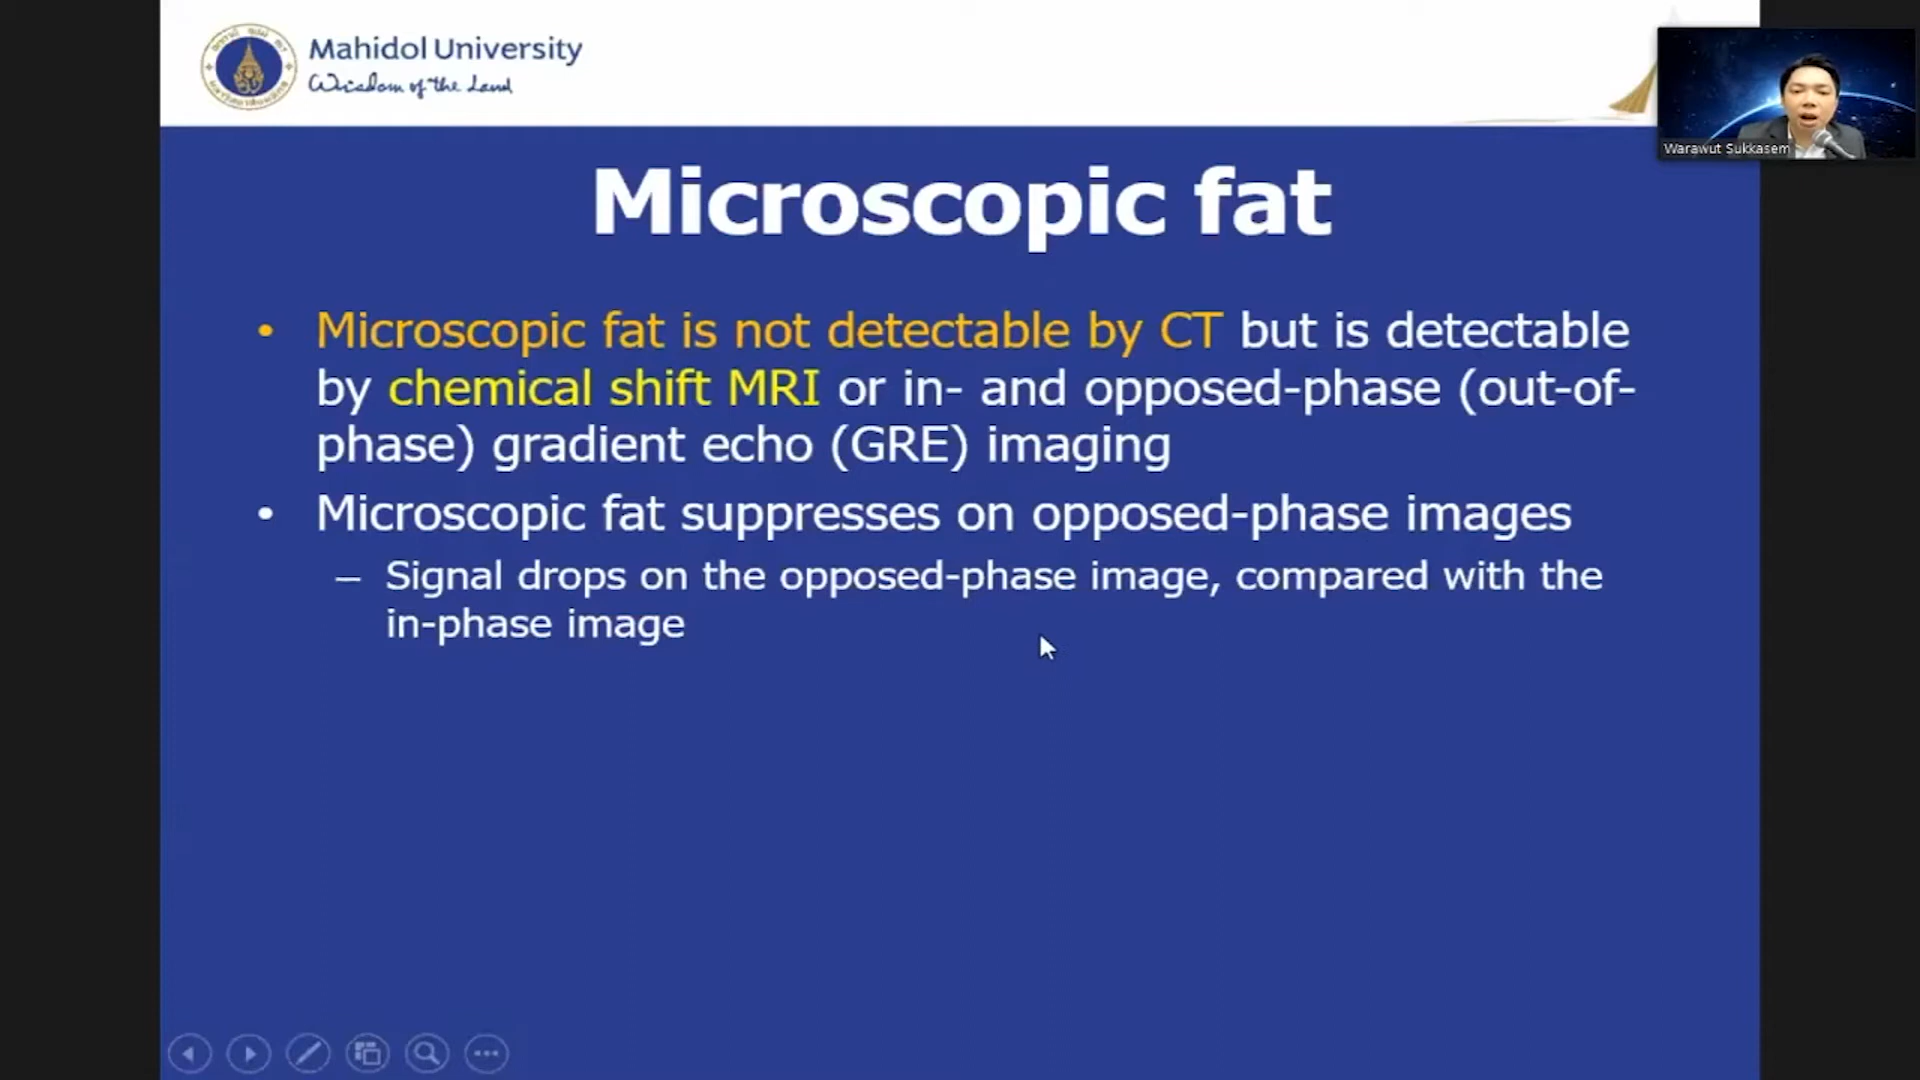 Mahidol University
Wisdom of the Land
Warawut Sukkasem
Microscopic fat
• Microscopic fat is not detectable by CT but is detectable
by chemical shift MRI or in- and opposed-phase (out-of-
phase) gradient echo (GRE) imaging
• Microscopic fat suppresses on opposed-phase images
– Signal drops on the opposed-phase image, compared with the
in-phase image